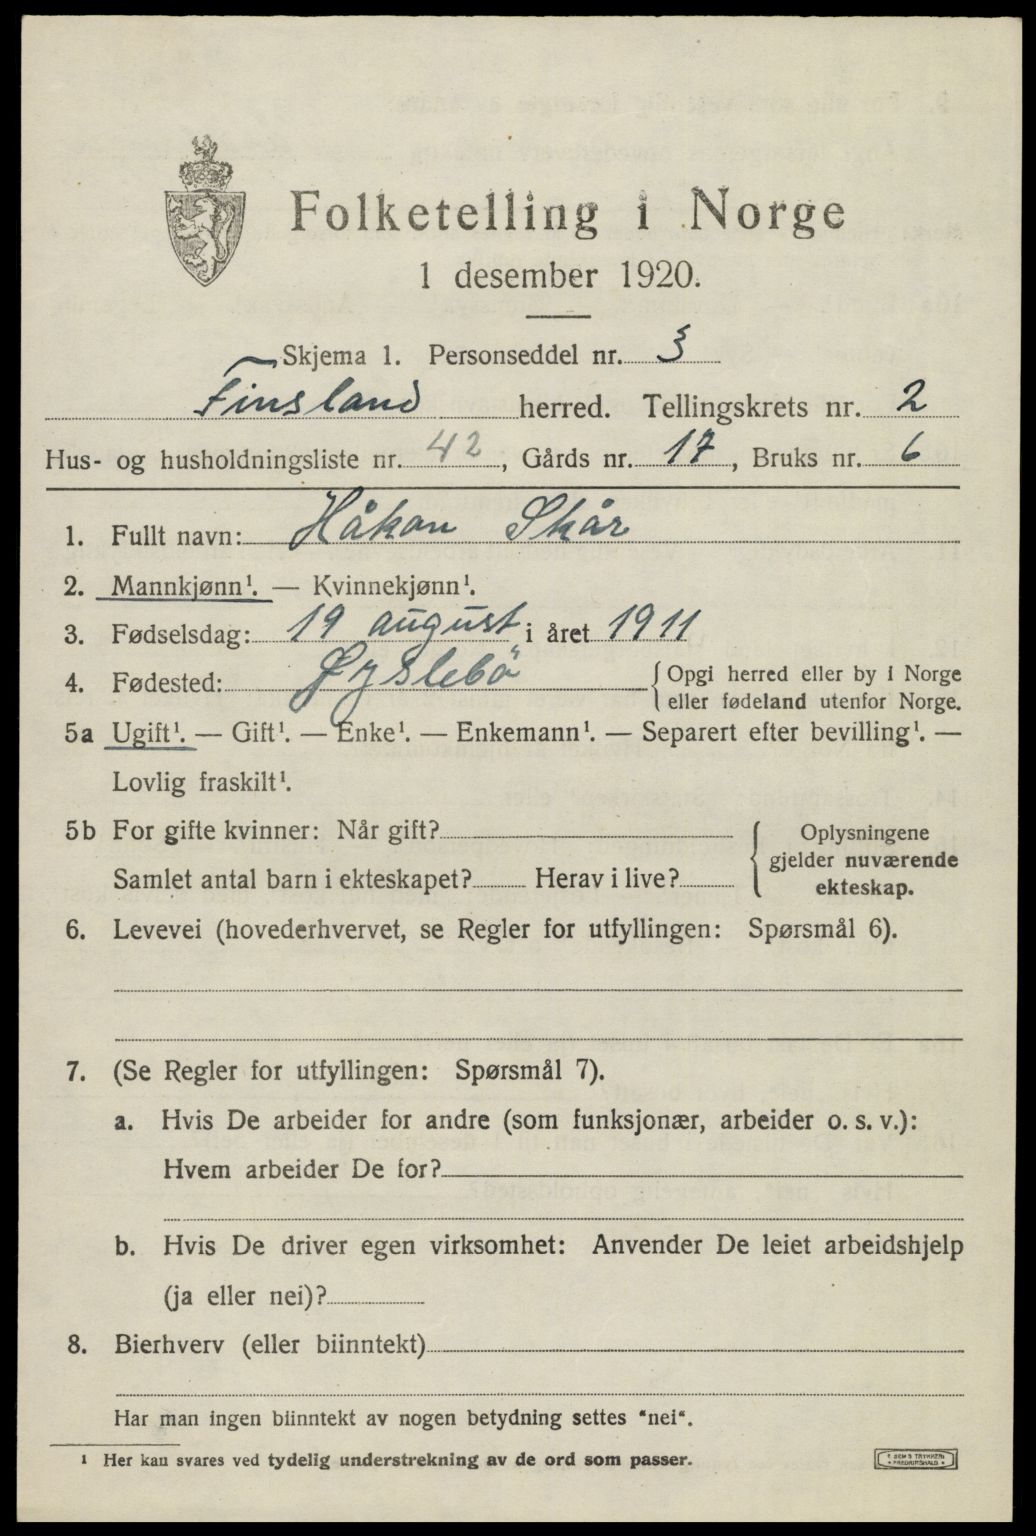 Folketelling i Norge
1 desember 1920.
Skjema 1. Personseddel nr. 3
Finsland herred. Tellingskrets nr. 2
Hus- og husholdningsliste nr. 42, Gårds nr. 17, Bruks nr. 6
1. Fullt navn: Håkon Skår
2. Mannkjønn¹. — Kvinnekjønn¹.
3. Fødselsdag: 19 august i året 1911
4. Fødested: Øyslebö { Opgi herred eller by i Norge
eller fødeland utenfor Norge.
5a Ugift¹. — Gift¹. — Enke¹. — Enkemann¹. — Separert efter bevilling¹. —
Lovlig fraskilt¹.
5b For gifte kvinner: Når gift?
Samlet antal barn i ekteskapet? Herav i live?
Oplysningene
gjelder nuværende
ekteskap.
6. Levevei (hovederhvervet, se Regler for utfyllingen: Spørsmål 6).
7. (Se Regler for utfyllingen: Spørsmål 7).
a. Hvis De arbeider for andre (som funksjonær, arbeider o. s. v.):
Hvem arbeider De for?
b. Hvis De driver egen virksomhet: Anvender De leiet arbeidshjelp
(ja eller nei)?
8. Bierhverv (eller biinntekt)
Har man ingen biinntekt av nogen betydning settes "nei".
¹ Her kan svares ved tydelig understrekning av de ord som passer.